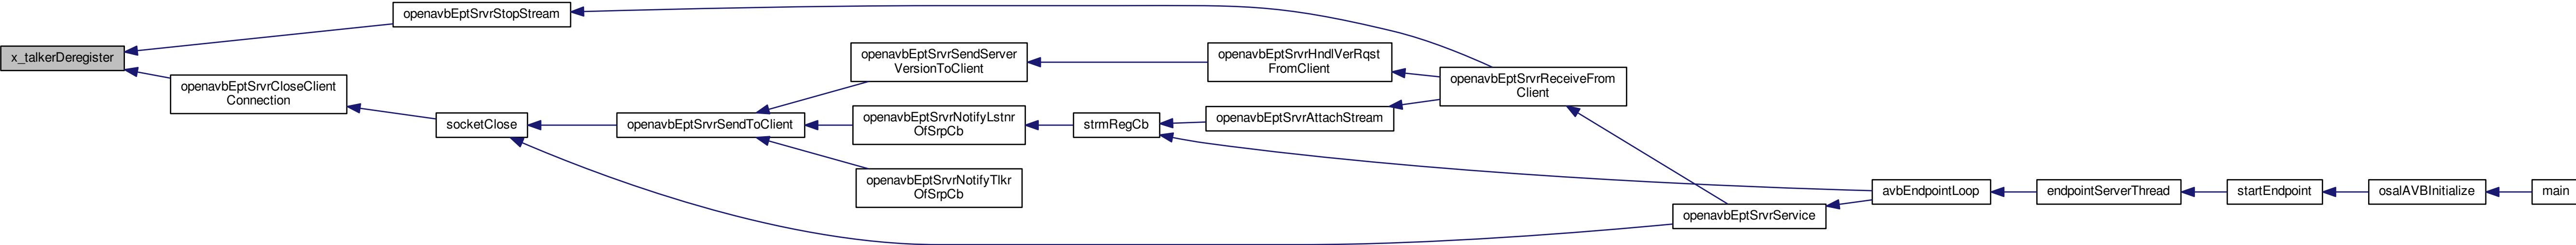 x_talkerDeregister
openavbEptSrvrStopStream
openavbEptSrvrCloseClient
Connection
socketClose
openavbEptSrvrSendToClient
openavbEptSrvrSendServer
VersionToClient
openavbEptSrvrNotifyLstnr
OfSrpCb
openavbEptSrvrNotifyTlkr
OfSrpCb
openavbEptSrvrHndlVerRqst
FromClient
strmRegCb
openavbEptSrvrAttachStream
openavbEptSrvrReceiveFrom
Client
openavbEptSrvrService
avbEndpointLoop
endpointServerThread
startEndpoint
osalAVBInitialize
main